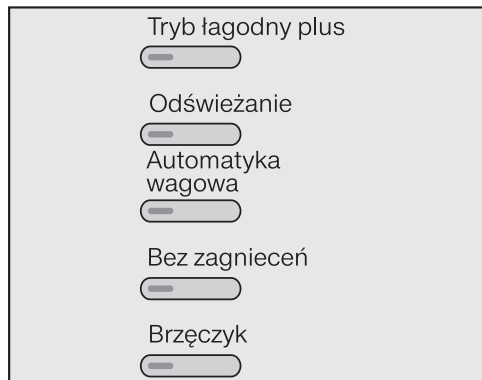 Tryb łagodny plus
Odświeżanie
Automatyka
wagowa
Bez zagnieceń
Brzęczyk